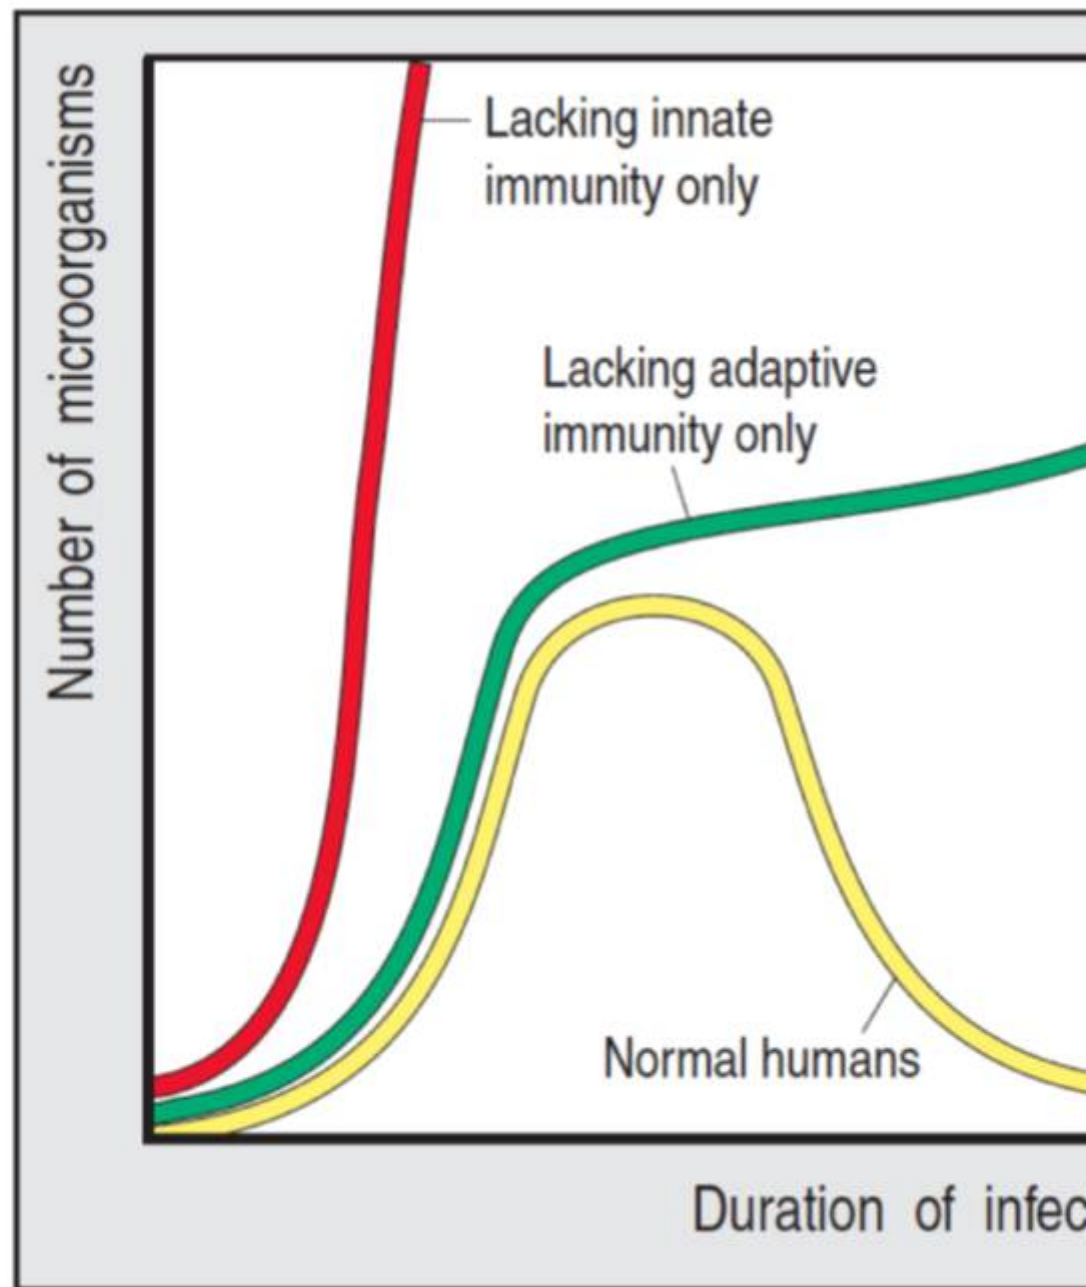 Number of microorganisms
Lacking innate
immunity only
Lacking adaptive
immunity only
Normal humans
Duration of infec